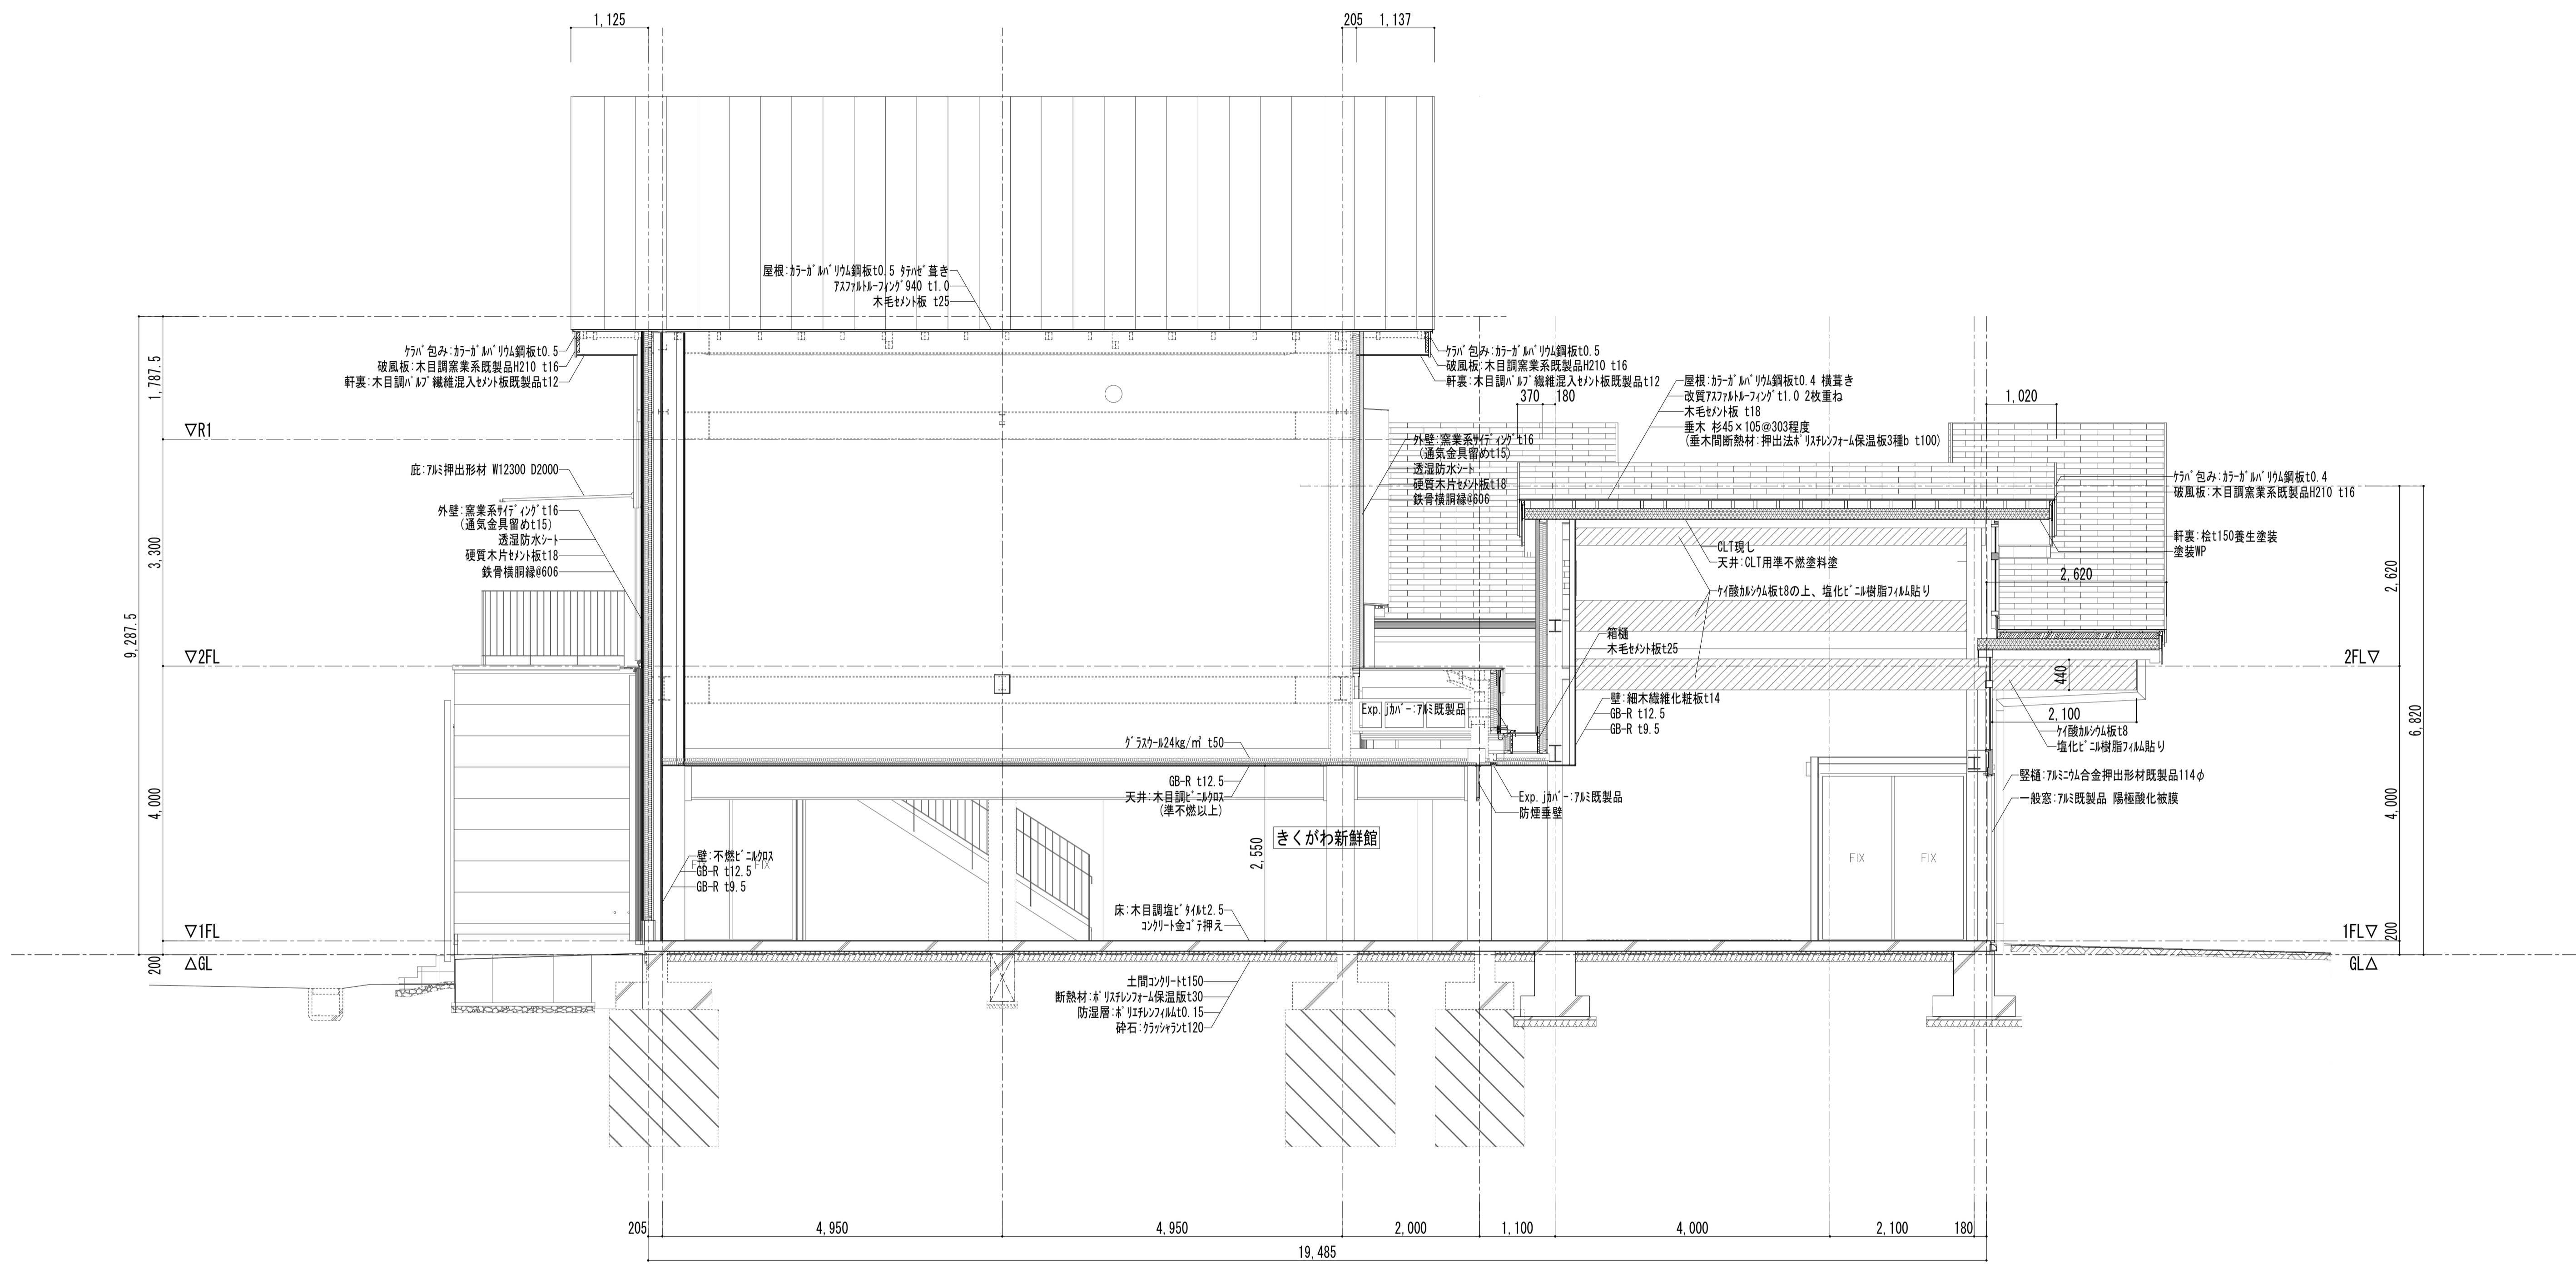 1,125
205
1,137
屋根:ｶﾗｰｶﾞﾙﾊﾞﾘｳﾑ鋼板t0.5 ﾀﾃﾊｾﾞ葺き
ｱｽﾌｧﾙﾄﾙｰﾌｨﾝｸﾞ940 t1.0
木毛ｾﾒﾝﾄ板 t25
ｹﾗﾊﾞ包み:ｶﾗｰｶﾞﾙﾊﾞﾘｳﾑ鋼板t0.5
破風板:木目調窯業系既製品H210 t16
軒裏:木目調ﾊﾟﾙﾌﾟ繊維混入ｾﾒﾝﾄ板既製品t12
ｹﾗﾊﾞ包み:ｶﾗｰｶﾞﾙﾊﾞﾘｳﾑ鋼板t0.5
破風板:木目調窯業系既製品H210 t16
軒裏:木目調ﾊﾟﾙﾌﾟ繊維混入ｾﾒﾝﾄ板既製品t12
屋根:ｶﾗｰｶﾞﾙﾊﾞﾘｳﾑ鋼板t0.4 横葺き
改質ｱｽﾌｧﾙﾄﾙｰﾌｨﾝｸﾞt1.0 2枚重ね
木毛ｾﾒﾝﾄ板 t18
垂木 杉45×105@303程度
(垂木間断熱材:押出法ﾎﾟﾘｽﾁﾚﾝﾌｫｰﾑ保温板3種b t100)
370
180
1,020
1,787.5
▽R1
庇:ｱﾙﾐ押出形材 W12300 D2000
外壁:窯業系ｻｲﾃﾞｨﾝｸﾞt16
(通気金具留めt15)
透湿防水ｼｰﾄ
硬質木片ｾﾒﾝﾄ板t18
鉄骨横胴縁@606
外壁:窯業系ｻｲﾃﾞｨﾝｸﾞt16
(通気金具留めt15)
透湿防水ｼｰﾄ
硬質木片ｾﾒﾝﾄ板t18
鉄骨横胴縁@606
ｹﾗﾊﾞ包み:ｶﾗｰｶﾞﾙﾊﾞﾘｳﾑ鋼板t0.4
破風板:木目調窯業系既製品H210 t16
軒裏:桧t150養生塗装
塗装WP
CLT現し
天井:CLT用準不燃塗料塗
ｹｲ酸ｶﾙｼｳﾑ板t8の上、塩化ﾋﾞﾆﾙ樹脂ﾌｨﾙﾑ貼り
2,620
2,620
3,300
9,287.5
箱樋
木毛ｾﾒﾝﾄ板t25
▽2FL
2FL▽
440
2,100
壁:細木繊維化粧板t14
GB-R t12.5
GB-R t9.5
Exp.jｶﾊﾞｰ:ｱﾙﾐ既製品
6,820
ｹｲ酸ｶﾙｼｳﾑ板t8
塩化ﾋﾞﾆﾙ樹脂ﾌｨﾙﾑ貼り
ｸﾞﾗｽｳｰﾙ24kg/㎡ t50
GB-R t12.5
天井:木目調ﾋﾞﾆﾙｸﾛｽ
(準不燃以上)
Exp.jｶﾊﾞｰ:ｱﾙﾐ既製品
防煙垂壁
竪樋:ｱﾙﾐﾆｳﾑ合金押出形材既製品114φ
一般窓:ｱﾙﾐ既製品 陽極酸化被膜
4,000
4,000
きくがわ新鮮館
2,550
壁:不燃ﾋﾞﾆﾙｸﾛｽ
GB-R t12.5
GB-R t9.5
FIX
FIX
FIX
FIX
床:木目調塩ﾋﾞﾀｲﾙt2.5
ｺﾝｸﾘｰﾄ金ｺﾞﾃ押え
▽1FL
1FL▽
200
200
△GL
GL△
土間ｺﾝｸﾘｰﾄt150
断熱材:ﾎﾟﾘｽﾁﾚﾝﾌｫｰﾑ保温版t30
防湿層:ﾎﾟﾘｴﾁﾚﾝﾌｨﾙﾑt0.15
砕石:ｸﾗｯｼｬﾗﾝt120
205
4,950
4,950
2,000
1,100
4,000
2,100
180
19,485